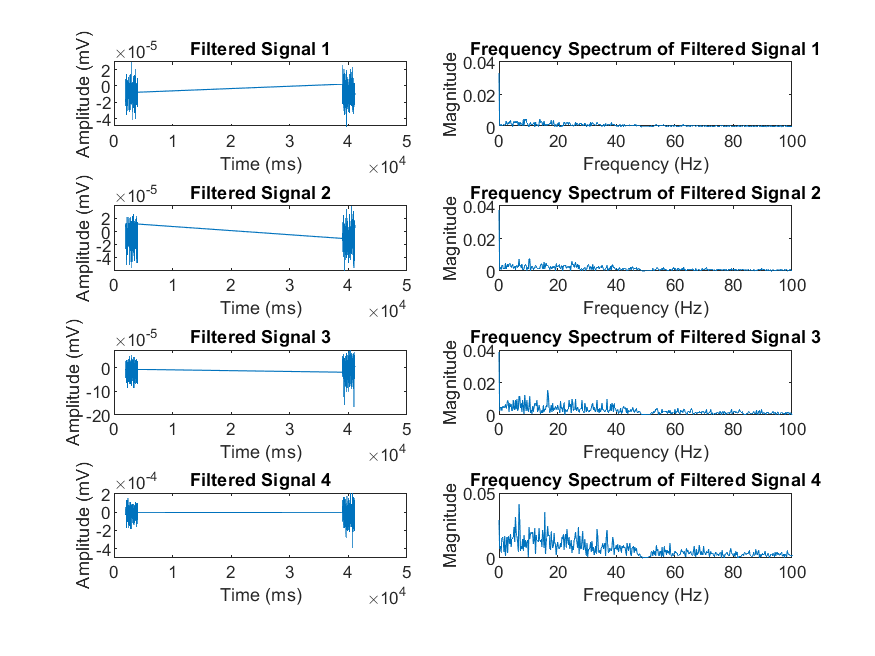 Filtered Signal 1
×10-5
Amplitude (mV)
2
0
-2
-4
0 1 2 3 4 5
Time (ms)
×104
Frequency Spectrum of Filtered Signal 1
Magnitude
0.04
0.02
0
0 20 40 60 80 100
Frequency (Hz)
Filtered Signal 2
×10-5
Amplitude (mV)
2
0
-2
-4
0 1 2 3 4 5
Time (ms)
×104
Frequency Spectrum of Filtered Signal 2
Magnitude
0.04
0.02
0
0 20 40 60 80 100
Frequency (Hz)
Filtered Signal 3
×10-5
Amplitude (mV)
0
-10
-20
0 1 2 3 4 5
Time (ms)
×104
Frequency Spectrum of Filtered Signal 3
Magnitude
0.04
0.02
0
0 20 40 60 80 100
Frequency (Hz)
Filtered Signal 4
×10-4
Amplitude (mV)
2
0
-2
-4
0 1 2 3 4 5
Time (ms)
×104
Frequency Spectrum of Filtered Signal 4
Magnitude
0.05
0
0 20 40 60 80 100
Frequency (Hz)